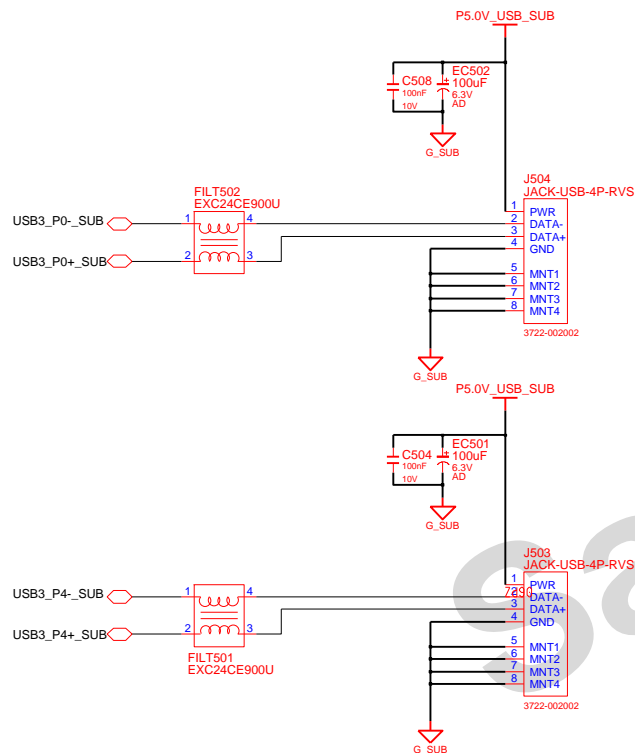 P5.0V_USB_SUB
C508
100nF
10V
EC502
100uF
6.3V
AD
G_SUB
J504
JACK-USB-4P-RVS
FILT502
EXC24CE900U
USB3_P0-_SUB
1
4
USB3_P0+_SUB
2
3
1 PWR
2 DATA-
3 DATA+
4 GND
5 MNT1
6 MNT2
7 MNT3
8 MNT4
3722-002002
G_SUB
P5.0V_USB_SUB
C504
100nF
10V
EC501
100uF
6.3V
AD
G_SUB
J503
JACK-USB-4P-RVS
USB3_P4-_SUB
1
4
USB3_P4+_SUB
2
3
FILT501
EXC24CE900U
1 PWR
2 DATA-
3 DATA+
4 GND
5 MNT1
6 MNT2
7 MNT3
8 MNT4
3722-002002
G_SUB